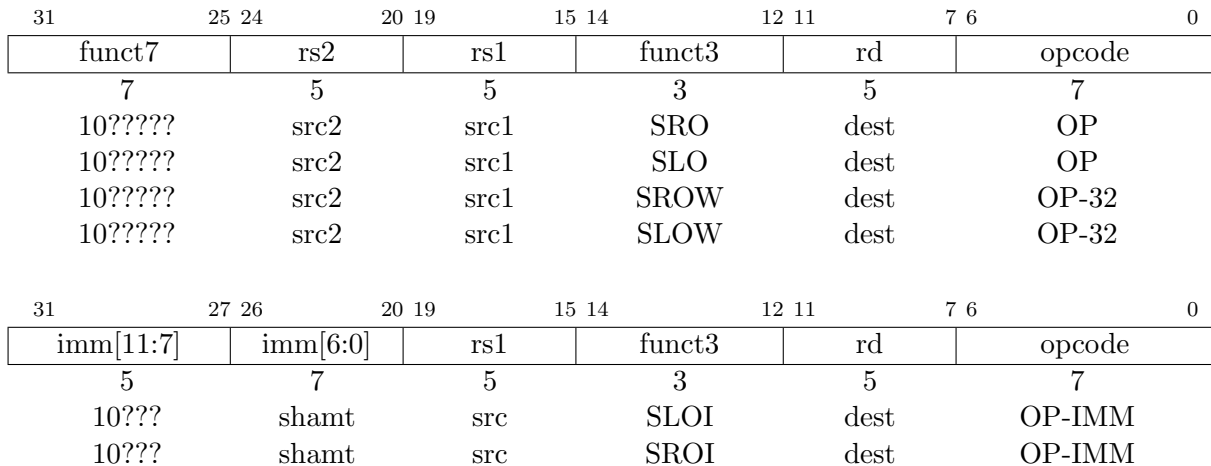 31 25 24 20 19 15 14 12 11 7 6 0
funct7 rs2 rs1 funct3 rd opcode
7 5 5 3 5 7
10????? src2 src1 SRO dest OP
10????? src2 src1 SLO dest OP
10????? src2 src1 SROW dest OP-32
10????? src2 src1 SLOW dest OP-32
31 27 26 20 19 15 14 12 11 7 6 0
imm[11:7] imm[6:0] rs1 funct3 rd opcode
5 7 5 3 5 7
10??? shamt src SLOI dest OP-IMM
10??? shamt src SROI dest OP-IMM